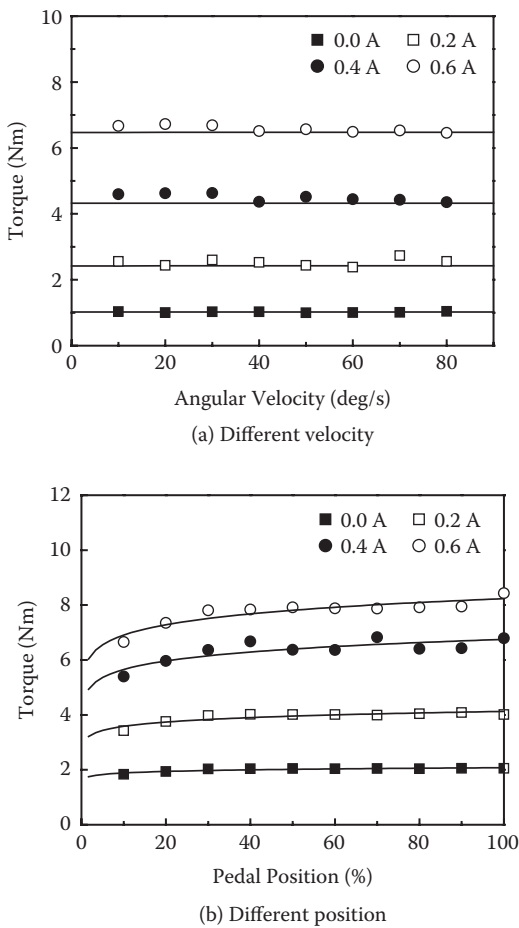 10
8
6
4
2
0
Torque (Nm)
0.0 A 0.2 A
0.4 A 0.6 A
0 20 40 60 80
Angular Velocity (deg/s)
(a) Different velocity
12
10
8
6
4
2
0
Torque (Nm)
0.0 A 0.2 A
0.4 A 0.6 A
0 20 40 60 80 100
Pedal Position (%)
(b) Different position